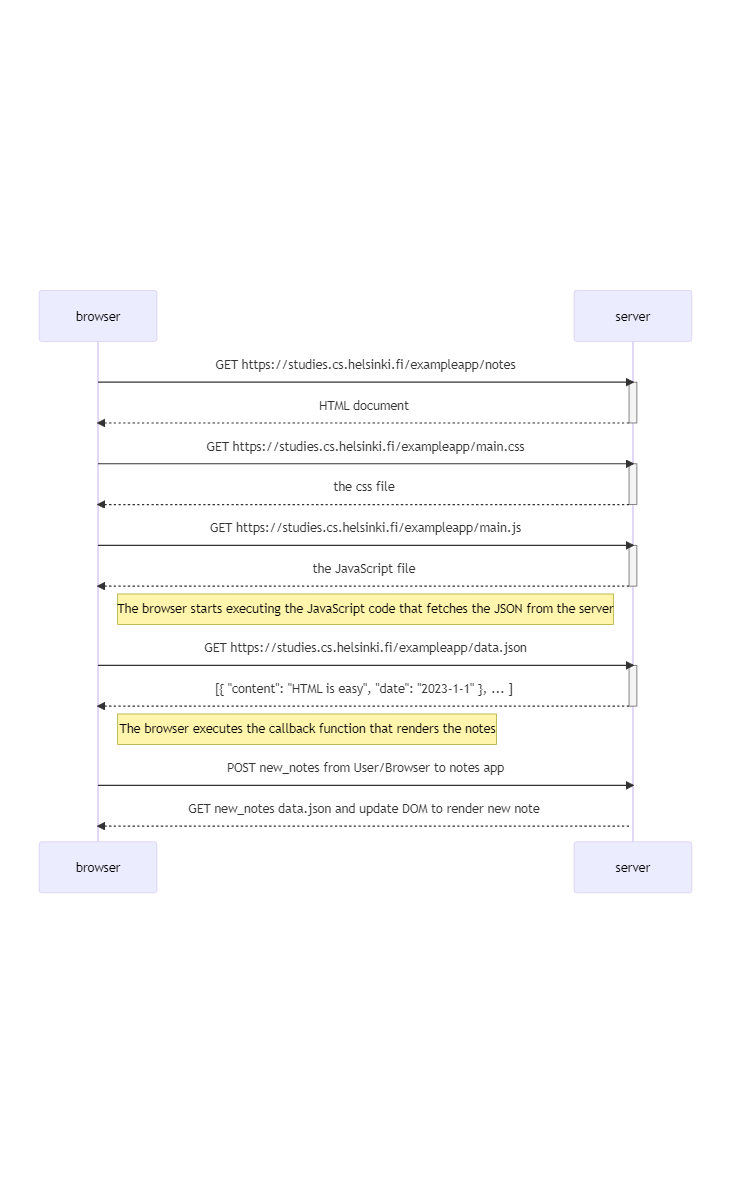 browser
server
GET https://studies.cs.helsinki.fi/exampleapp/notes
HTML document
GET https://studies.cs.helsinki.fi/exampleapp/main.css
the css file
GET https://studies.cs.helsinki.fi/exampleapp/main.js
the JavaScript file
The browser starts executing the JavaScript code that fetches the JSON from the server
GET https://studies.cs.helsinki.fi/exampleapp/data.json
[{ "content": "HTML is easy", "date": "2023-1-1" }, ... ]
The browser executes the callback function that renders the notes
POST new_notes from User/Browser to notes app
GET new_notes data.json and update DOM to render new note
browser
server